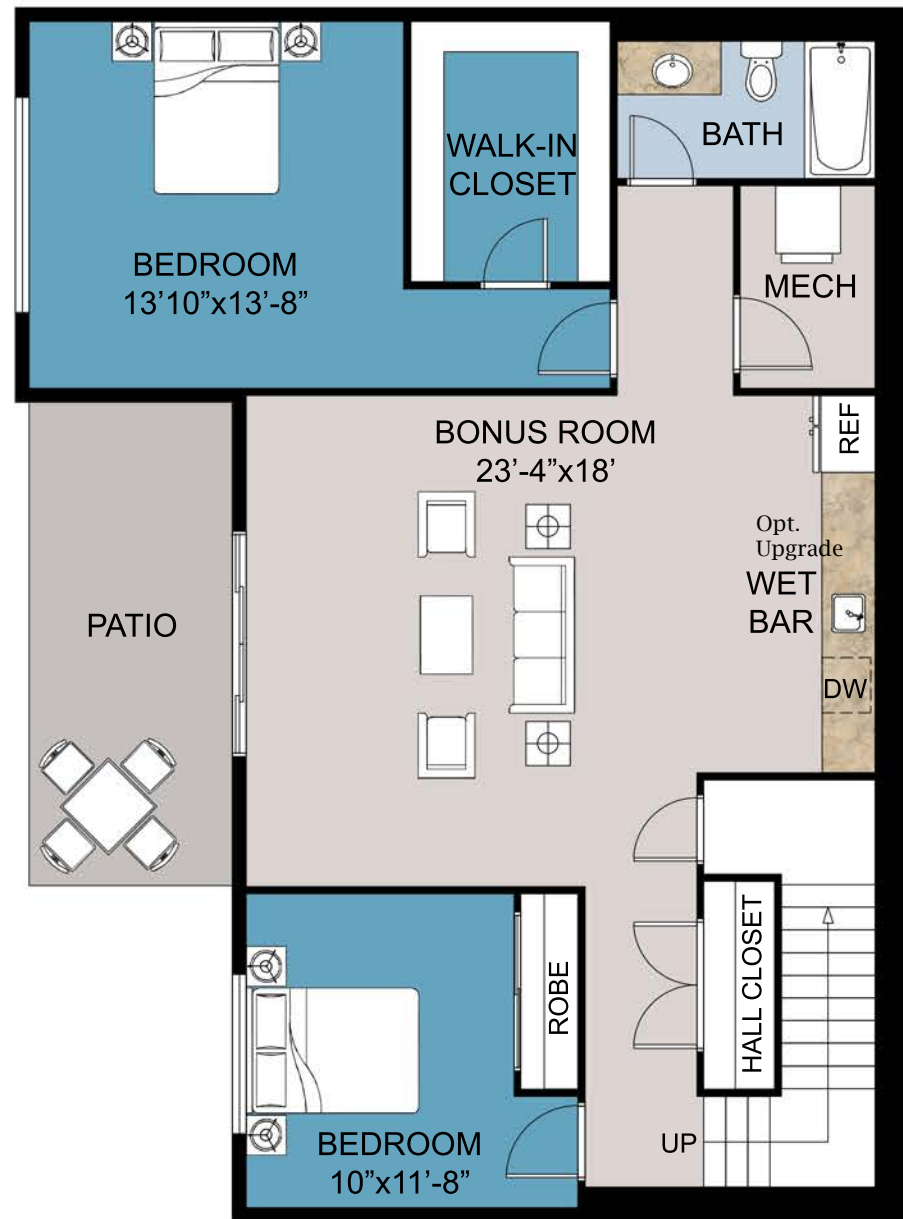 BATH
WALK-IN
CLOSET
BEDROOM
13’10”x13’-8”
MECH
REF
BONUS ROOM
23’-4”x18’
Opt.
Upgrade
WET
BAR
PATIO
DW
HALL CLOSET
ROBE
BEDROOM
10”x11’-8”
UP